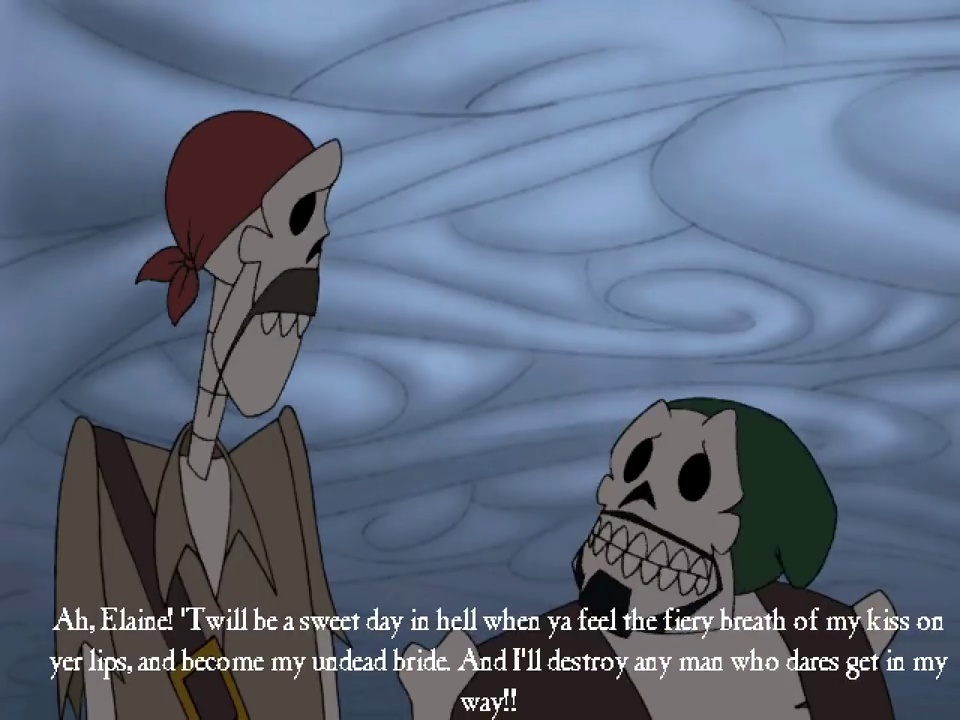 Ah, Elaine! 'Twill be a sweet day in hell when ya feel the fiery breath of my kiss on
yer lips, and become my undead bride. And I'll destroy any man who dares get in my
way!!